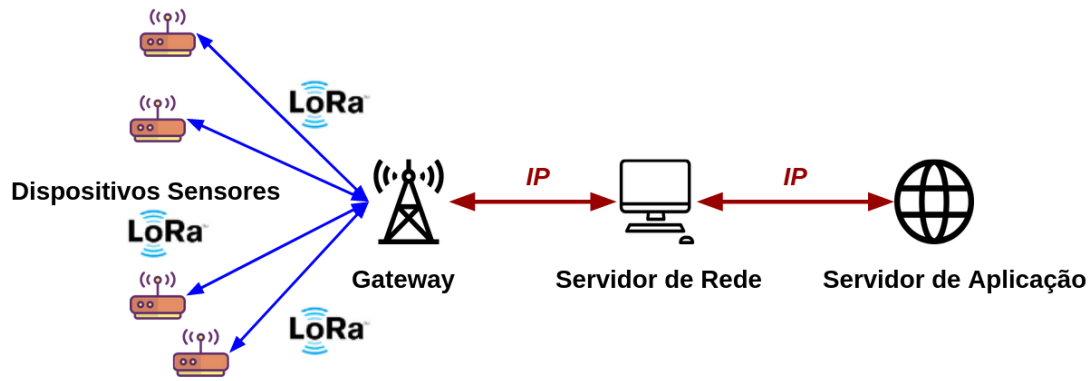 LoRa
Dispositivos Sensores
LoRa
LoRa
IP
IP
Gateway
Servidor de Rede
Servidor de Aplicação